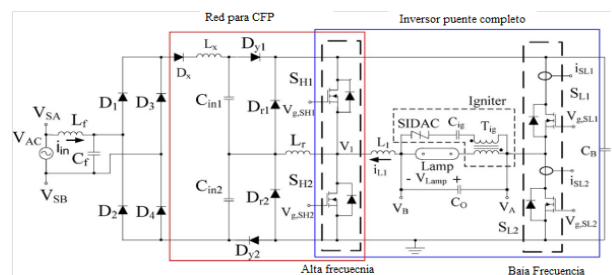 Red para CFP
Inversor puente completo
Lx
Dy1
Dx
SH1
iSL1
SL1
D1
D3
Cin1
Dr1
Vg,SH1
Igniter
SIDAC
Cig
Tig
Vg,SL1
VSA
Lf
VAC
iin
Cf
Lr
V1
L1
iL1
Lamp
- VLamp +
CB
iSL2
VSB
Cin2
Dr2
SH2
VB
CO
VA
D2
D4
Vg,SH2
Vg,SL2
SL2
Dy2
Alta frecuecnia
Baja Frecuencia